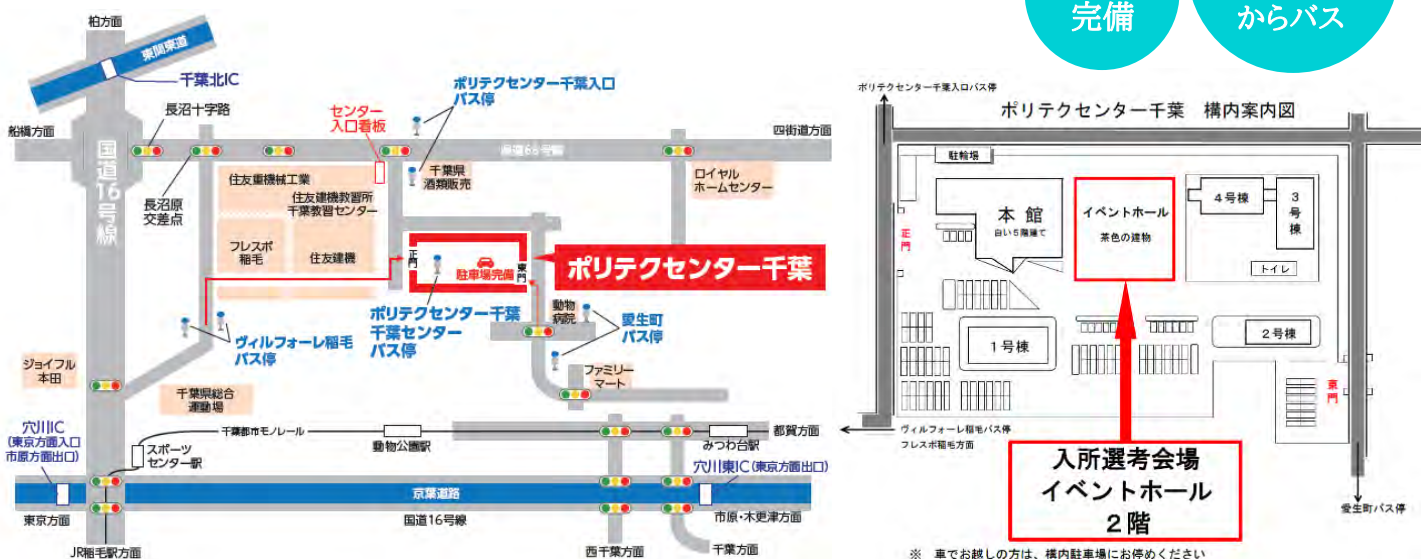 完備
からバス
柏方面
東関東道
千葉北IC
長沼十字路
船橋方面
国道16号線
長沼原
交差点
センター
入口看板
ポリテクセンター千葉入口
バス停
四街道方面
住友重機械工業
住友建機教習所
千葉教習センター
千葉県
酒類販売
ロイヤル
ホームセンター
フレスポ
稲毛
住友建機
正門
駐車場完備
東門
ポリテクセンター千葉
ポリテクセンター千葉
千葉センター
バス停
動物
病院
愛生町
バス停
ヴィルフォーレ稲毛
バス停
ジョイフル
本田
千葉県総合
運動場
ファミリー
マート
穴川IC
(東京方面入口
市原方面出口)
スポーツ
センター駅
千葉都市モノレール
動物公園駅
みつわ台駅
都賀方面
穴川東IC(東京方面出口)
京葉道路
東京方面
国道16号線
市原・木更津方面
JR稲毛駅方面
西千葉方面
千葉方面
ポリテクセンター千葉入口バス停
ポリテクセンター千葉 構内案内図
駐輪場
本館
白い5階建て
イベントホール
茶色の建物
4号棟
3号棟
トイレ
正門
1号棟
2号棟
東門
ヴィルフォーレ稲毛バス停
フレスポ稲毛方面
入所選考会場
イベントホール
2階
愛生町バス停
※ 車でお越しの方は、構内駐車場にお停めください